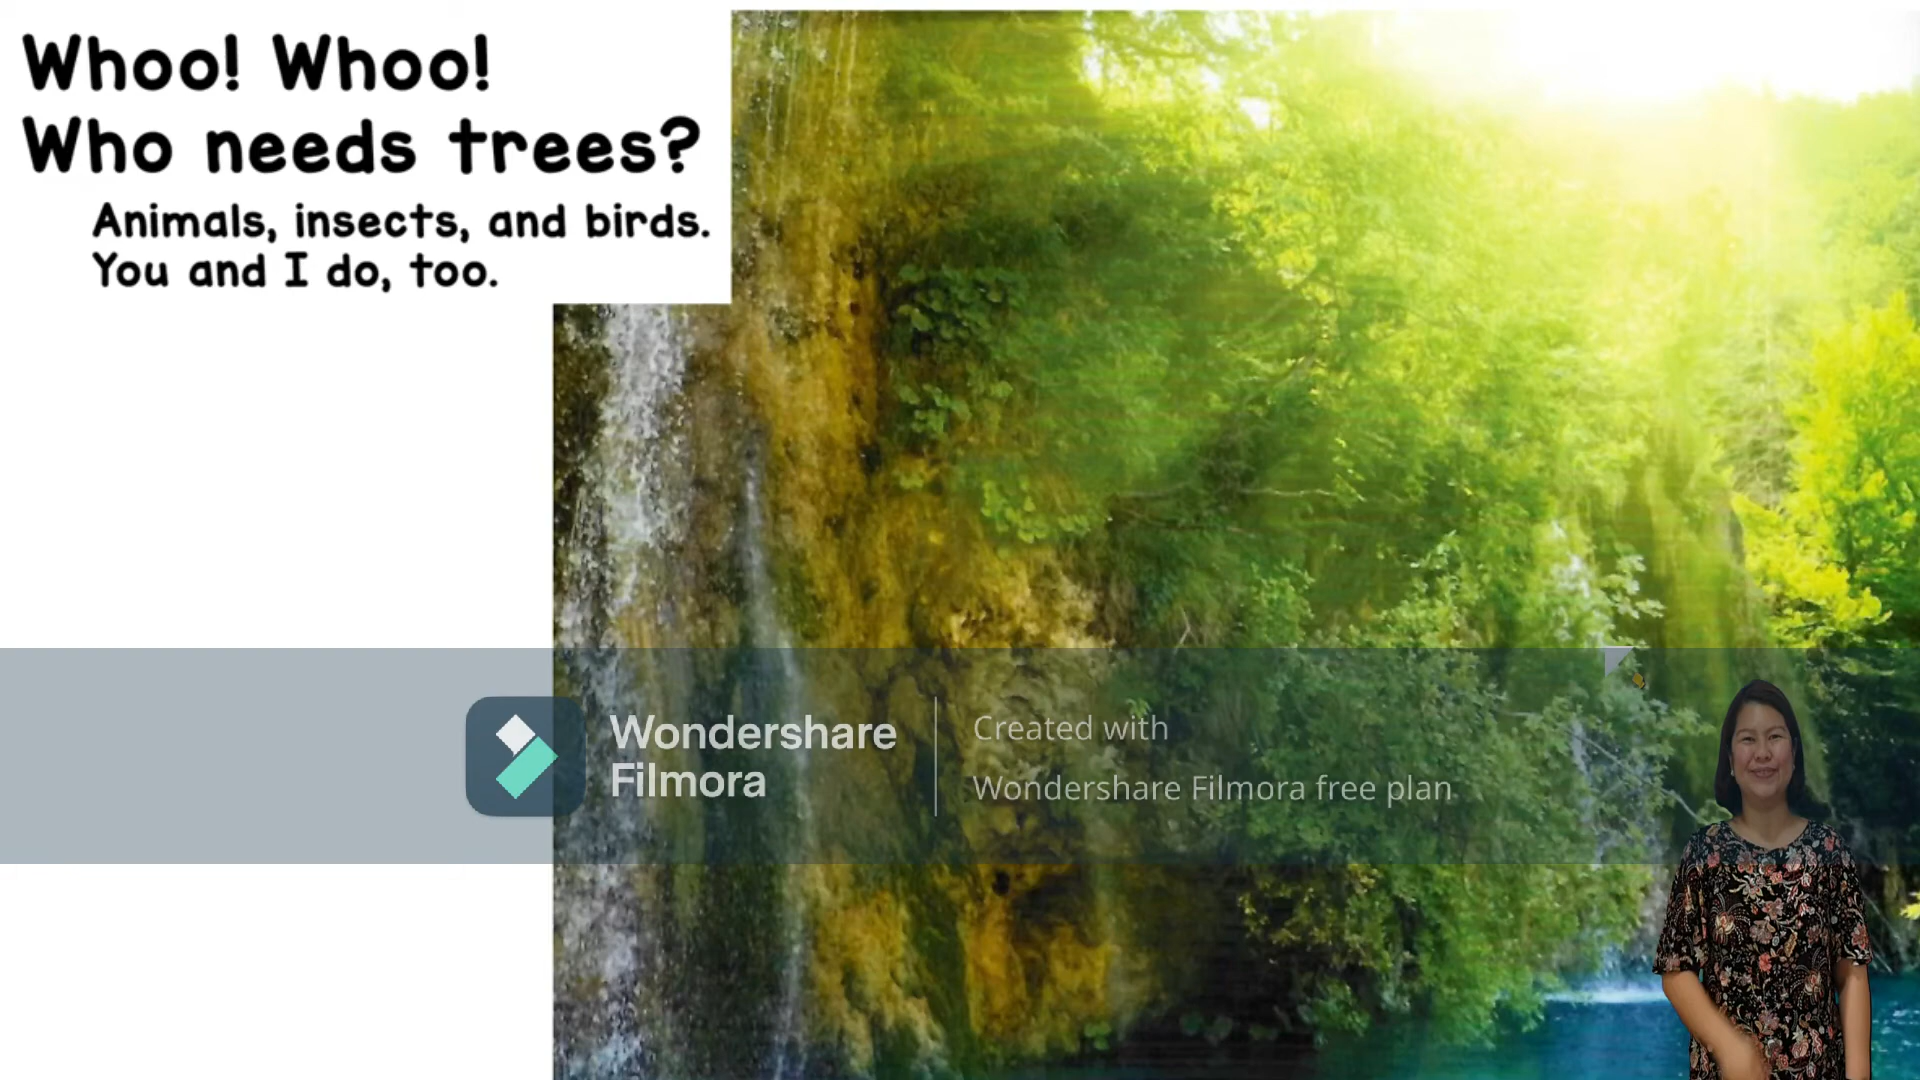 Whoo! Whoo!
Who needs trees?
Animals, insects, and birds.
You and I do, too.
Wondershare
Filmora
Created with
Wondershare Filmora free plan